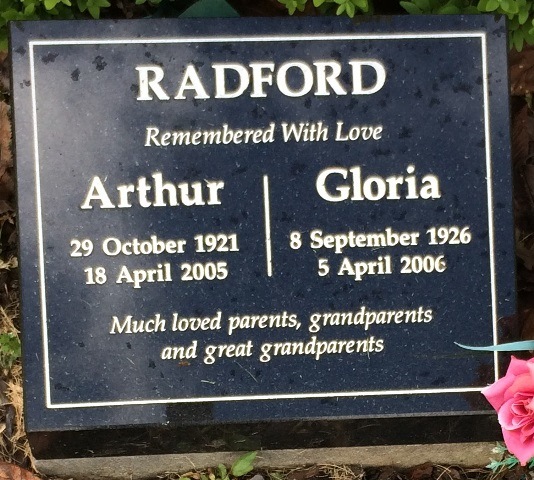 RADFORD
Remembered With Love
Arthur
29 October 1921
18 April 2005
Gloria
8 September 1926
5 April 2006
Much loved parents, grandparents
and great grandparents